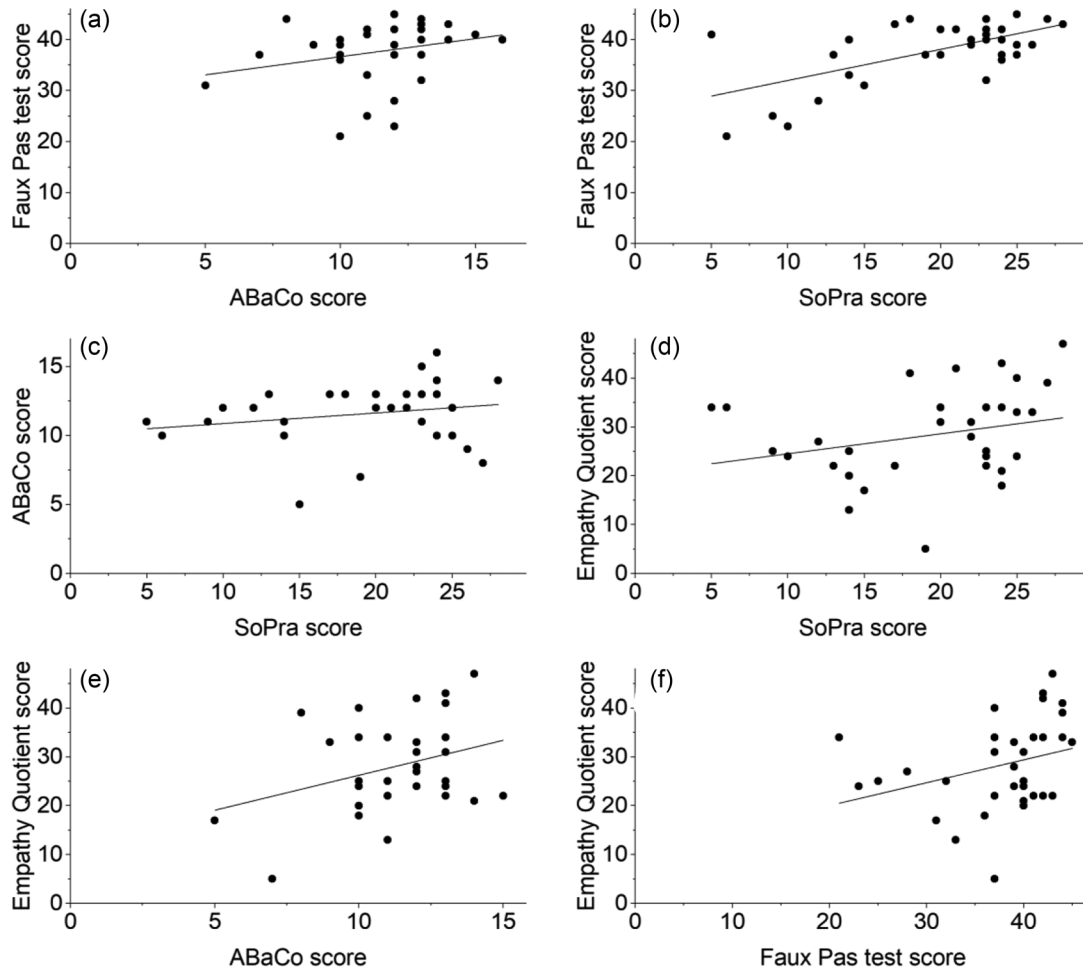 (a)
Faux Pas test score
40
30
20
10
0
0 5 10 15
ABaCo score
(b)
Faux Pas test score
40
30
20
10
0
0 5 10 15 20 25
SoPra score
(c)
ABaCo score
15
10
5
0
0 5 10 15 20 25
SoPra score
(d)
Empathy Quotient score
40
30
20
10
0
0 5 10 15 20 25
SoPra score
(e)
Empathy Quotient score
40
30
20
10
0
0 5 10 15
ABaCo score
(f)
Empathy Quotient score
40
30
20
10
0
0 10 20 30 40
Faux Pas test score